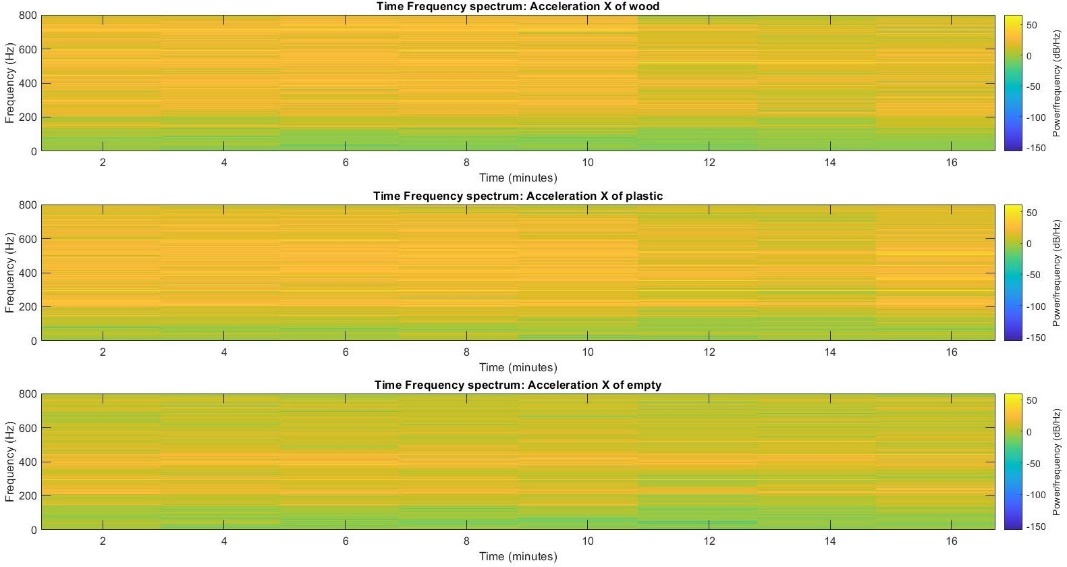 Time Frequency spectrum: Acceleration X of wood
800
600
400
200
0
Frequency (Hz)
2 4 6 8 10 12 14 16
Time (minutes)
50
0
-50
-100
-150
Power/frequency (dB/Hz)
Time Frequency spectrum: Acceleration X of plastic
800
600
400
200
0
Frequency (Hz)
2 4 6 8 10 12 14 16
Time (minutes)
50
0
-50
-100
-150
Power/frequency (dB/Hz)
Time Frequency spectrum: Acceleration X of empty
800
600
400
200
0
Frequency (Hz)
2 4 6 8 10 12 14 16
Time (minutes)
50
0
-50
-100
-150
Power/frequency (dB/Hz)